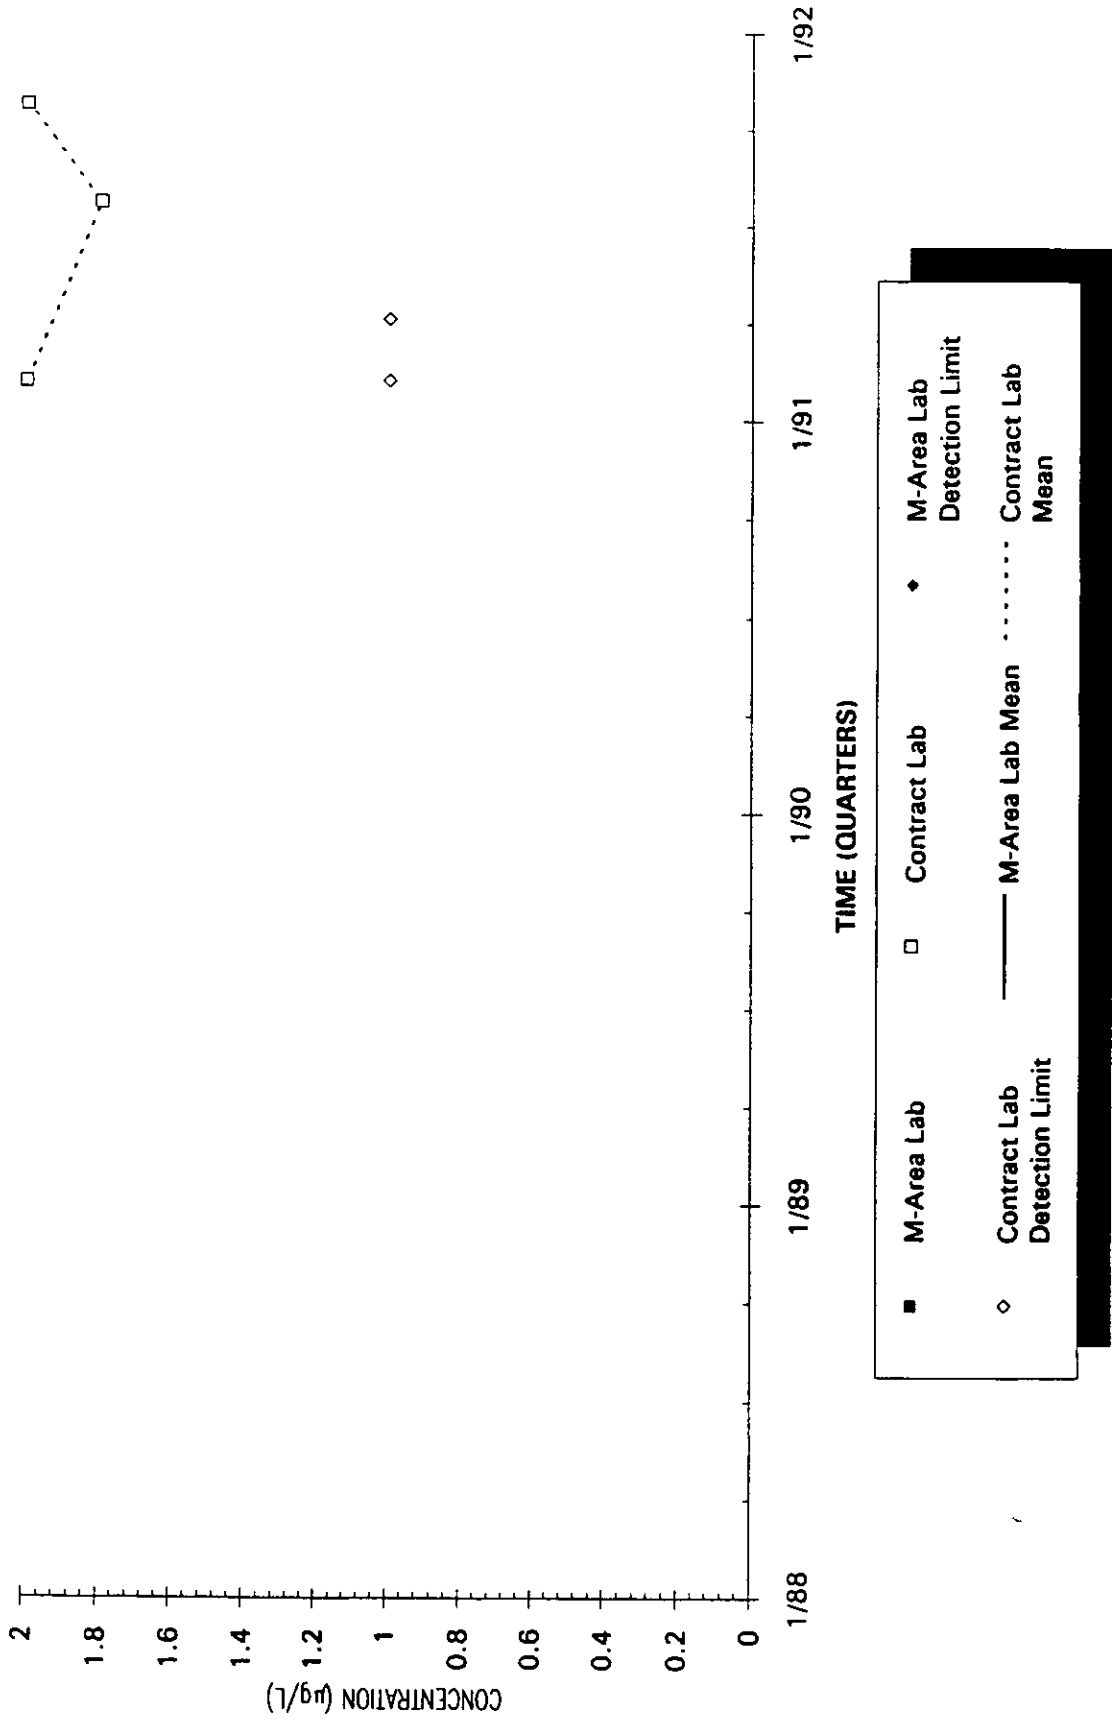 CONCENTRATION (µg/L)
2
1.8
1.6
1.4
1.2
1
0.8
0.6
0.4
0.2
0
1/88
1/89
1/90
1/91
1/92
TIME (QUARTERS)
M-Area Lab
Contract Lab
M-Area Lab
Detection Limit
Contract Lab
Detection Limit
M-Area Lab Mean
Contract Lab
Mean